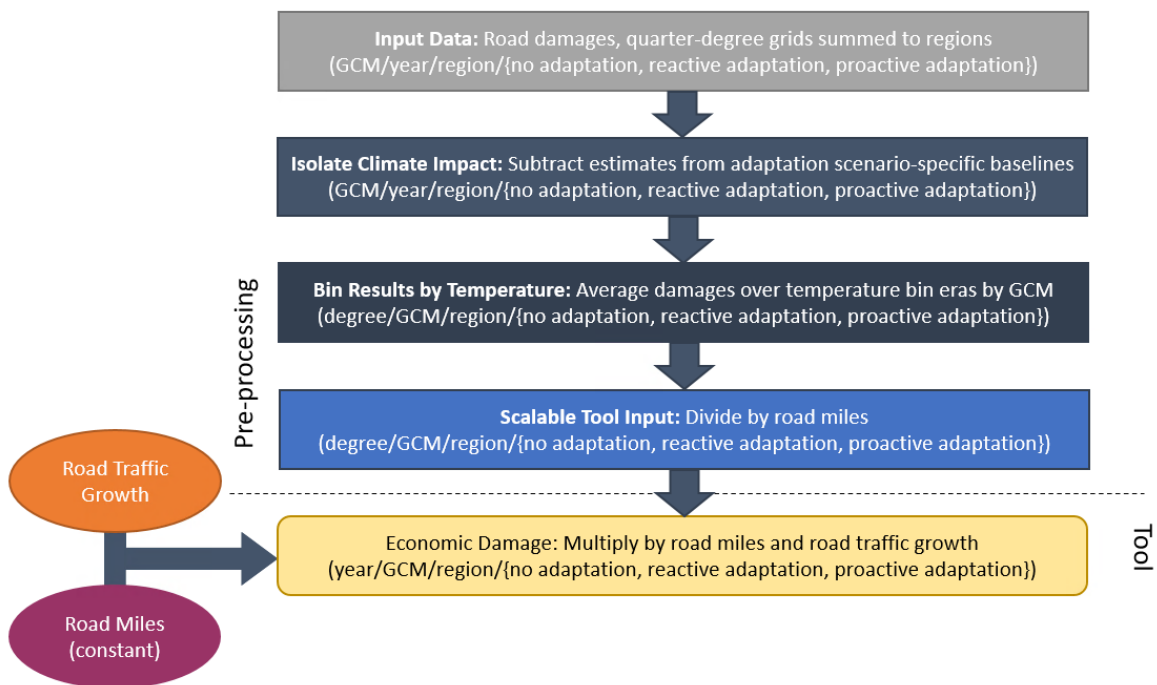 Input Data: Road damages, quarter-degree grids summed to regions
(GCM/year/region/{no adaptation, reactive adaptation, proactive adaptation})
Isolate Climate Impact: Subtract estimates from adaptation scenario-specific baselines
(GCM/year/region/{no adaptation, reactive adaptation, proactive adaptation})
Bin Results by Temperature: Average damages over temperature bin eras by GCM
(degree/GCM/region/{no adaptation, reactive adaptation, proactive adaptation})
Scalable Tool Input: Divide by road miles
(degree/GCM/region/{no adaptation, reactive adaptation, proactive adaptation})
Pre-processing
Road Traffic
Growth
Economic Damage: Multiply by road miles and road traffic growth
(year/GCM/region/{no adaptation, reactive adaptation, proactive adaptation})
Tool
Road Miles
(constant)